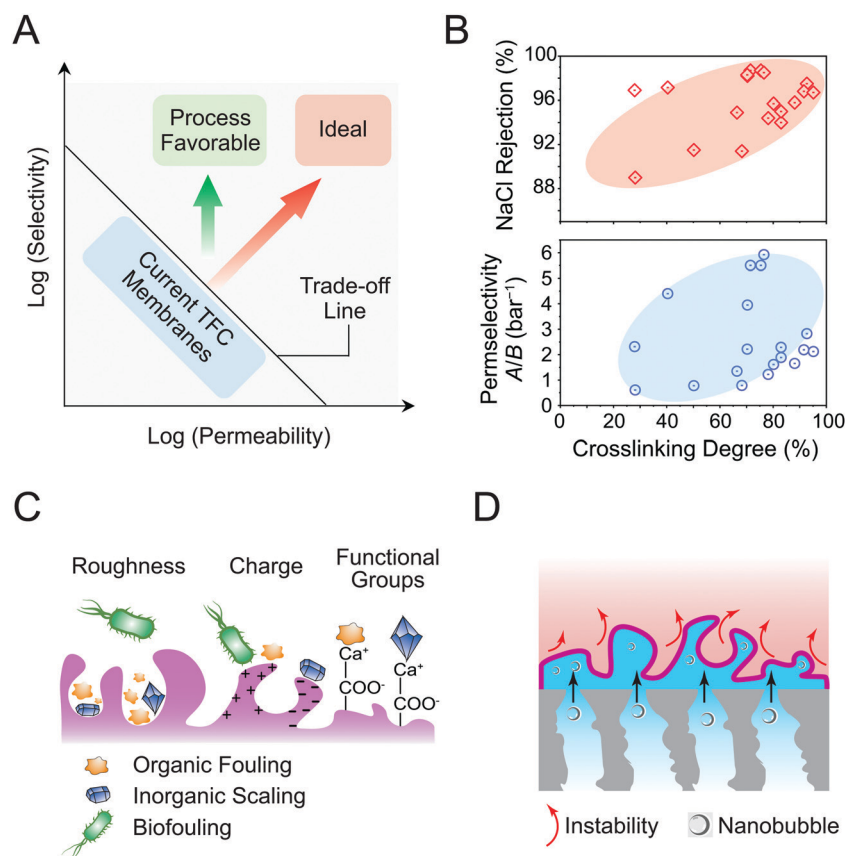 A
Log (Selectivity)
Process
Favorable
Ideal
Current TFC
Membranes
Trade-off
Line
Log (Permeability)
B
NaCl Rejection (%)
100
96
92
88
Permselectivity
A/B (bar⁻¹)
6
5
4
3
2
1
0
0 20 40 60 80 100
Crosslinking Degree (%)
C
Roughness
Charge
Functional
Groups
+ + + + + +
- - - - - -
Ca⁺
C
COO⁻
Ca⁺
C
COO⁻
Organic Fouling
Inorganic Scaling
Biofouling
D
Instability
Nanobubble